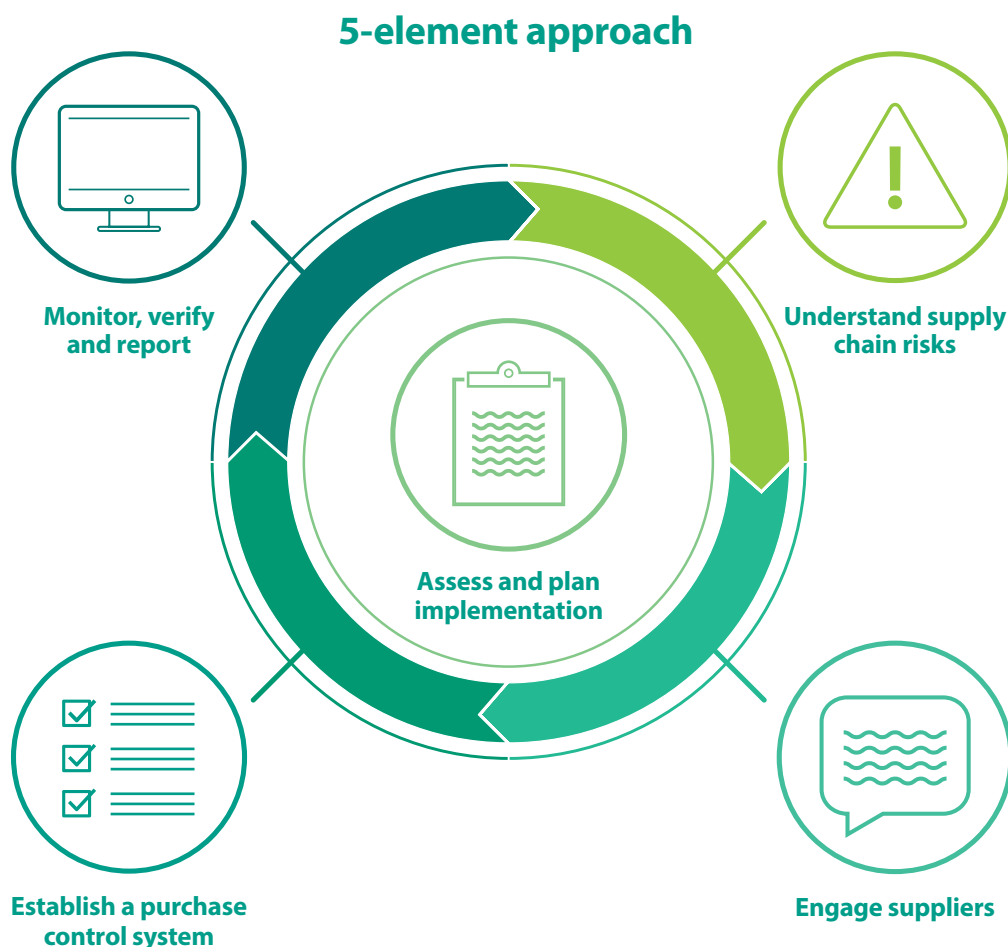 5-element approach
Monitor, verify
and report
Understand supply
chain risks
Assess and plan
implementation
Establish a purchase
control system
Engage suppliers